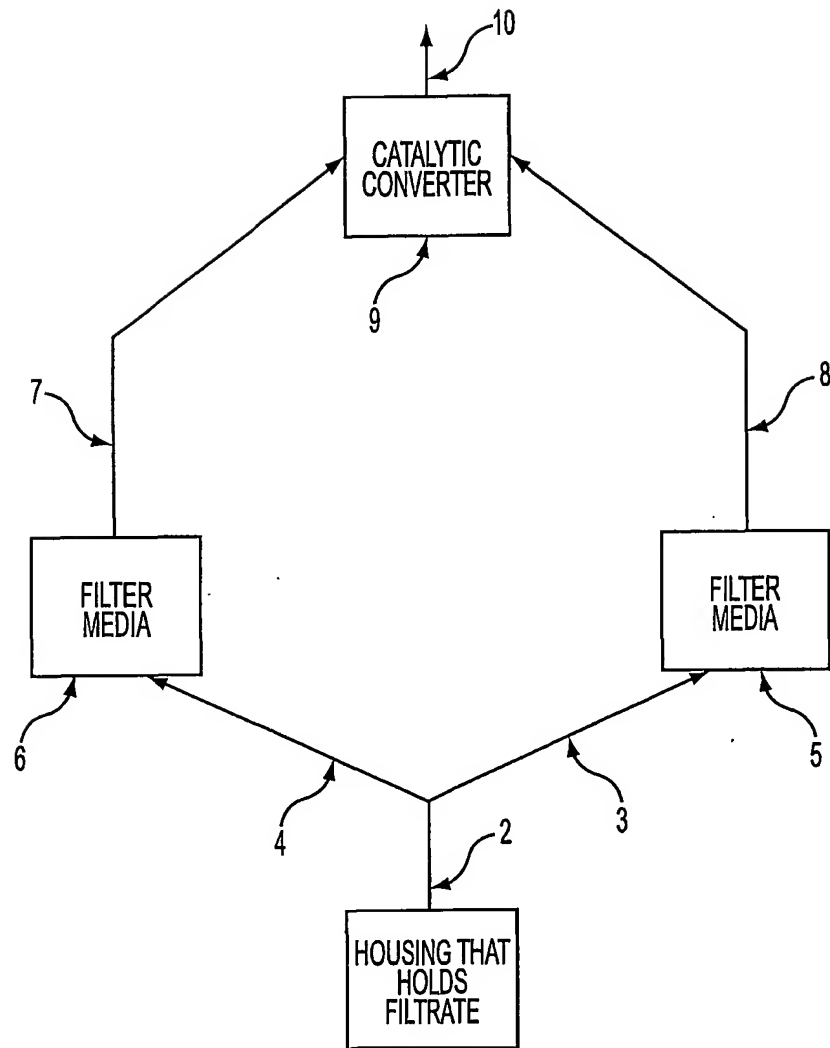 10
CATALYTIC
CONVERTER
9
7
8
FILTER
MEDIA
FILTER
MEDIA
6
5
4
3
2
HOUSING THAT
HOLDS
FILTRATE